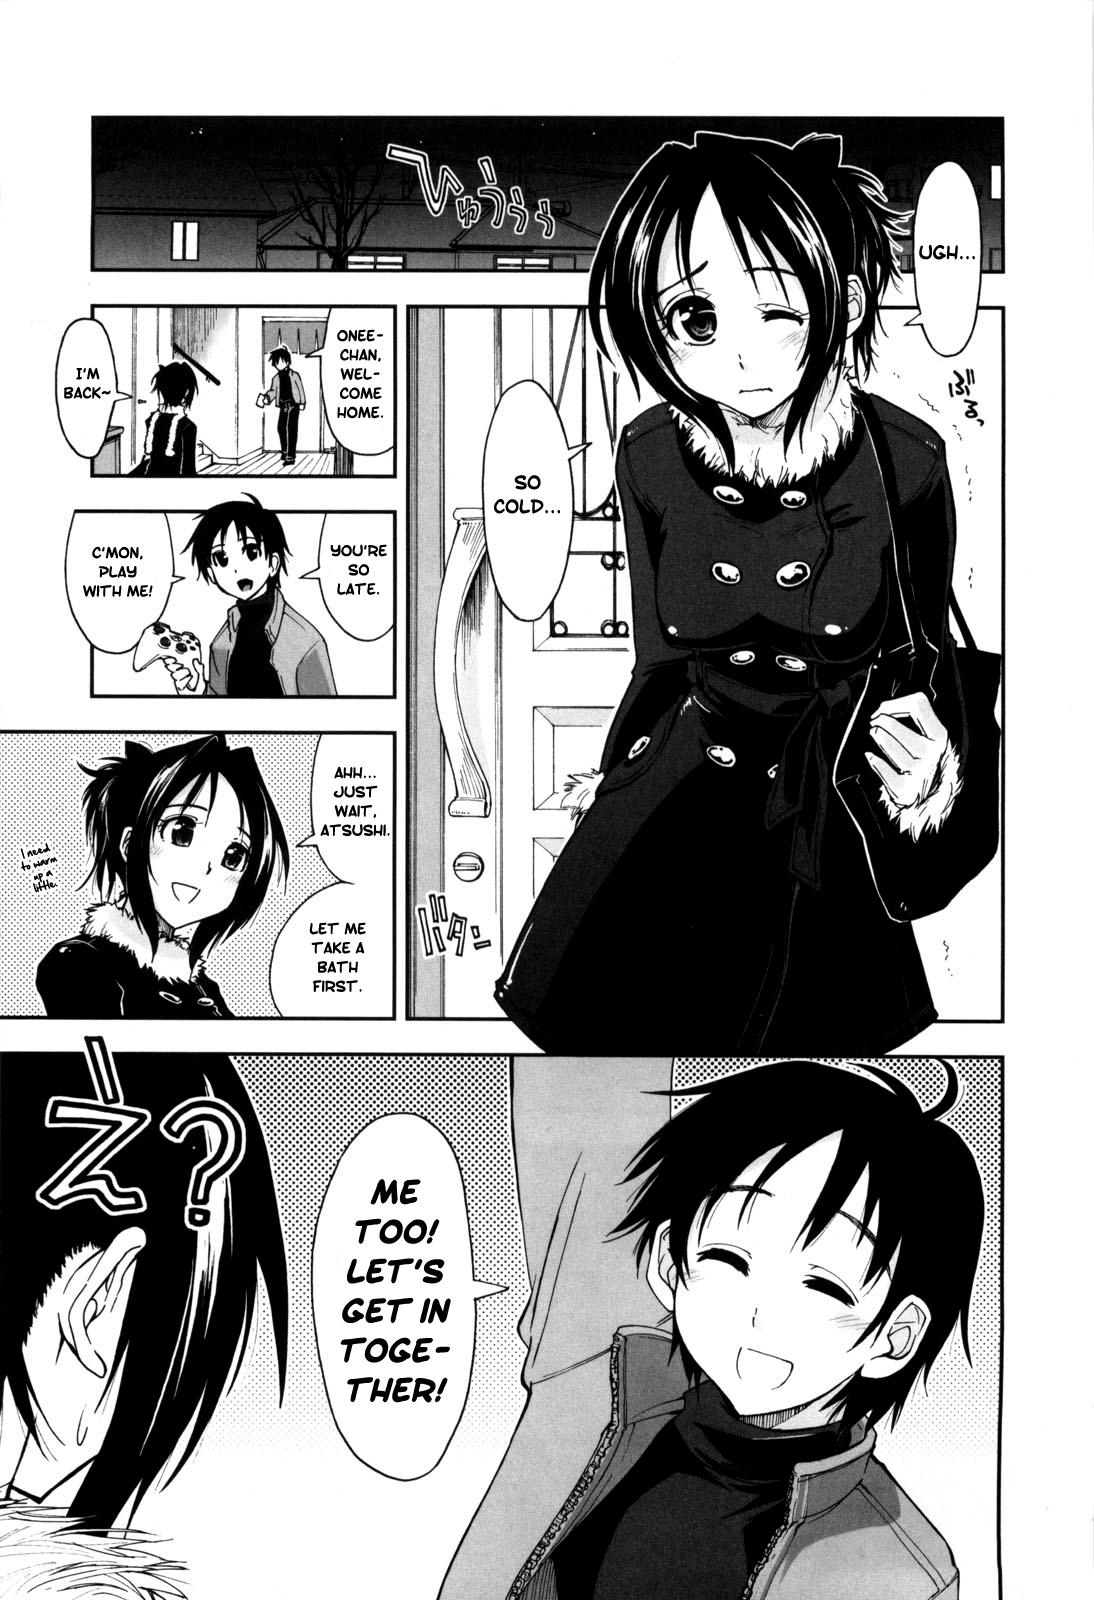 ひゅううぅぅ
UGH...
ぶるっ
SO
COLD...
バタン
ONEE-
CHAN,
WEL-
COME
HOME.
I'M
BACK~
YOU'RE
SO
LATE.
C'MON,
PLAY
WITH ME!
AHH...
JUST
WAIT,
ATSUSHI.
LET ME
TAKE A
BATH
FIRST.
I need
to warm
up a
little.
ME
TOO!
LET'S
GET IN
TOGE-
THER!
え?